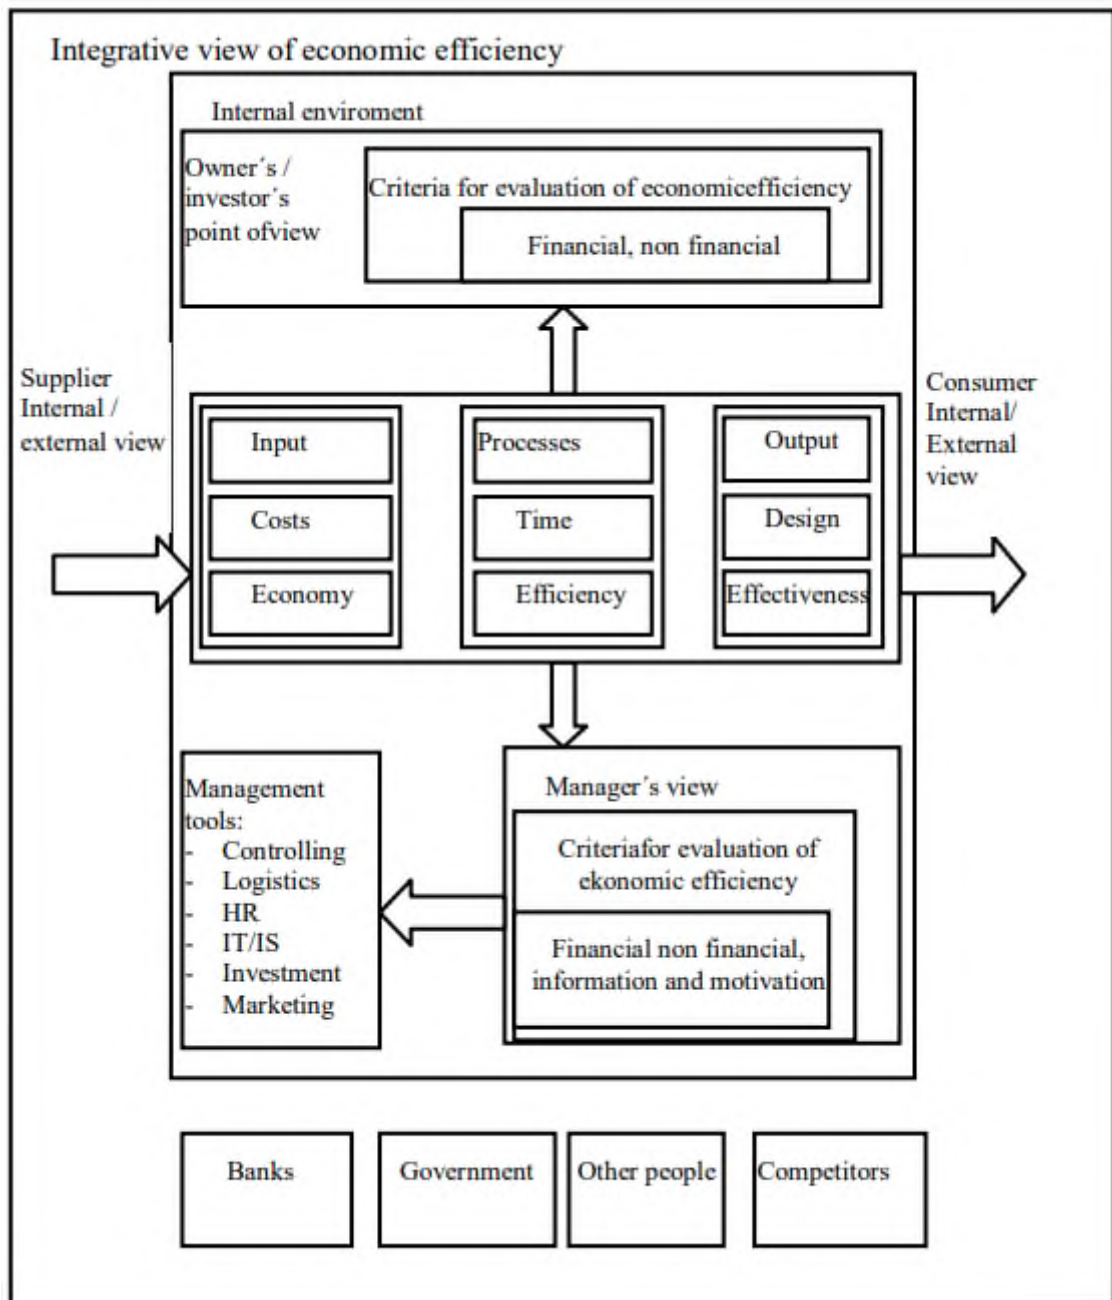 Integrative view of economic efficiency
Internal enviroment
Owner´s /
investor´s
point ofview
Criteria for evaluation of economicefficiency
Financial, non financial
Supplier
Internal /
external view
Input
Costs
Economy
Processes
Time
Efficiency
Output
Design
Effectiveness
Consumer
Internal/
External
view
Management
tools:
- Controlling
- Logistics
- HR
- IT/IS
- Investment
- Marketing
Manager´s view
Criteriafor evaluation of
ekonomic efficiency
Financial non financial,
information and motivation
Banks
Government
Other people
Competitors